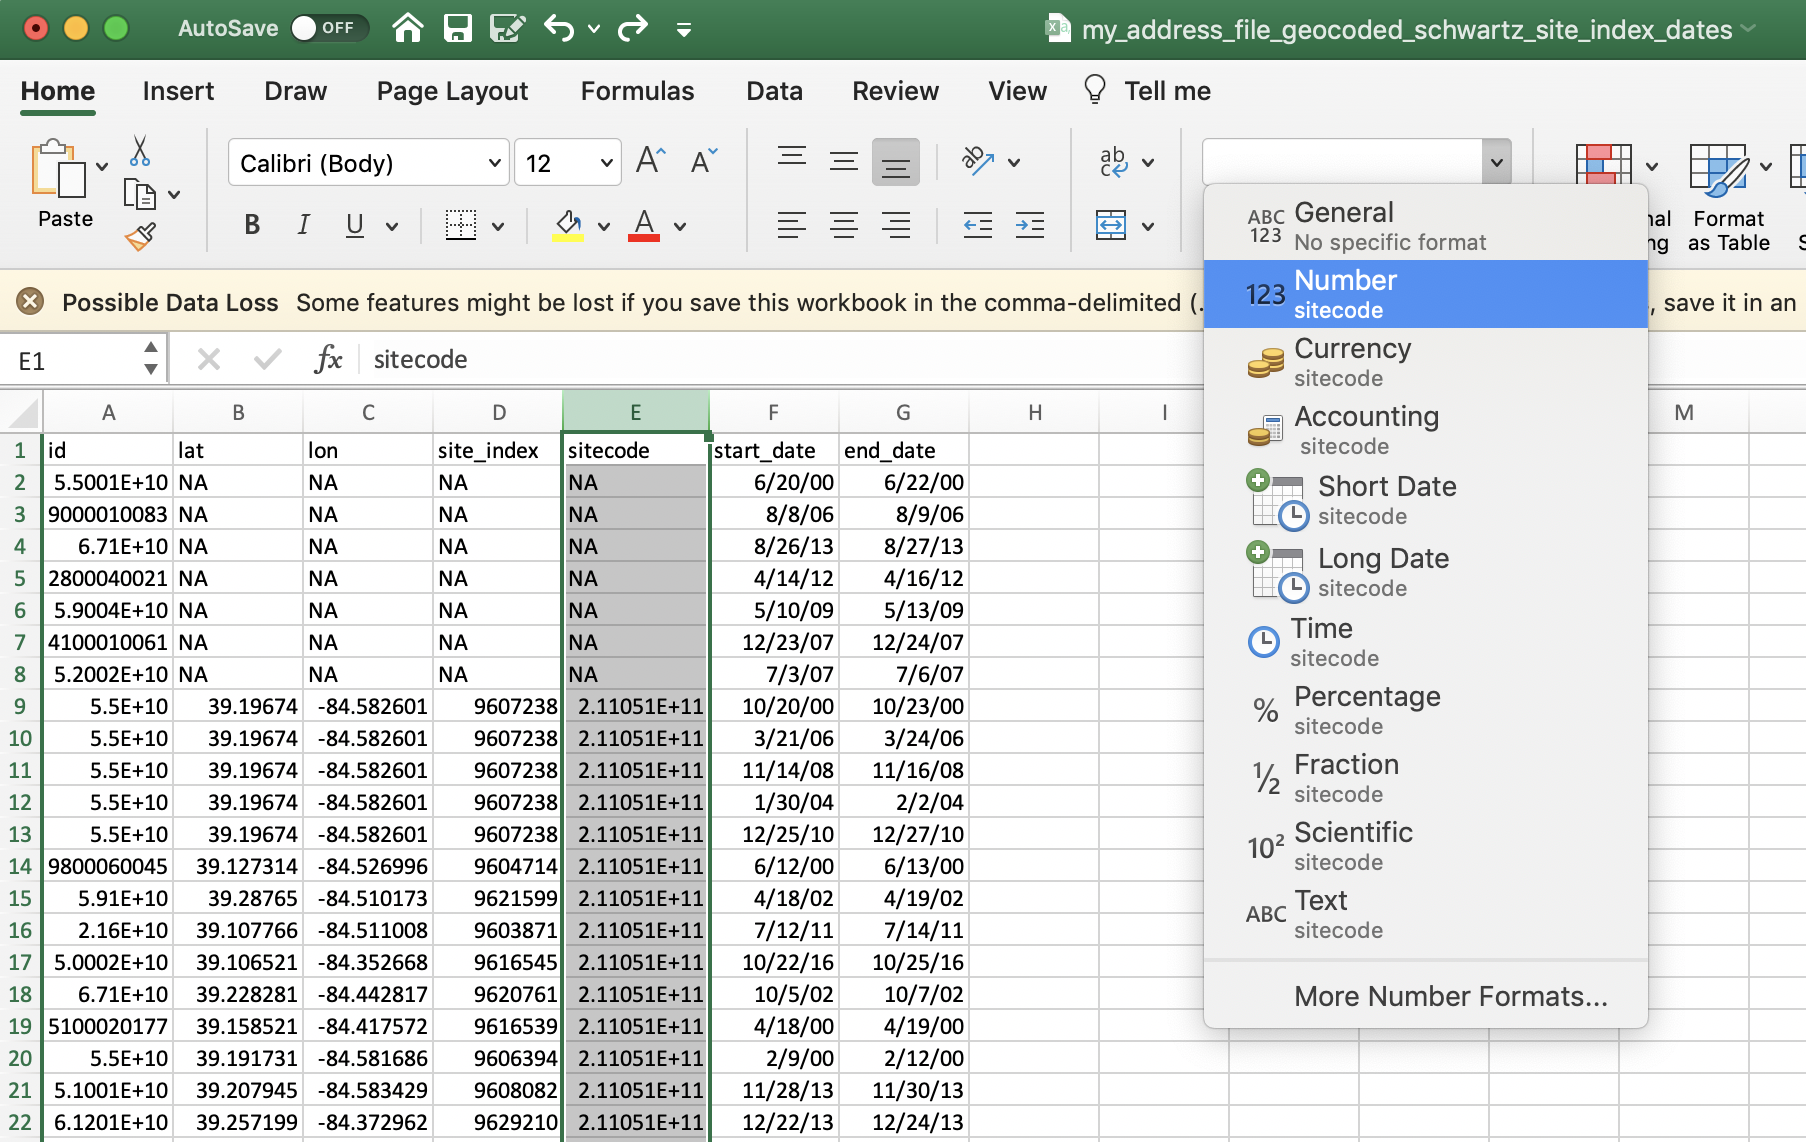 AutoSave OFF my_address_file_geocoded_schwartz_site_index_dates
Home Insert Draw Page Layout Formulas Data Review View Tell me
Paste
Calibri (Body) 12 A A
B I U A
ab
ab c
Format as Table
Possible Data Loss Some features might be lost if you save this workbook in the comma-delimited (. , save it in an
E1 fx sitecode
ABC 123 General
No specific format
123 Number
sitecode
Currency
sitecode
Accounting
sitecode
Short Date
sitecode
Long Date
sitecode
Time
sitecode
% Percentage
sitecode
½ Fraction
sitecode
10² Scientific
sitecode
ABC Text
sitecode
More Number Formats...
A B C D E F G H I M
1 id lat lon site_index sitecode start_date end_date
2 5.5001E+10 NA NA NA NA 6/20/00 6/22/00
3 9000010083 NA NA NA NA 8/8/06 8/9/06
4 6.71E+10 NA NA NA NA 8/26/13 8/27/13
5 2800040021 NA NA NA NA 4/14/12 4/16/12
6 5.9004E+10 NA NA NA NA 5/10/09 5/13/09
7 4100010061 NA NA NA NA 12/23/07 12/24/07
8 5.2002E+10 NA NA NA NA 7/3/07 7/6/07
9 5.5E+10 39.19674 -84.582601 9607238 2.11051E+11 10/20/00 10/23/00
10 5.5E+10 39.19674 -84.582601 9607238 2.11051E+11 3/21/06 3/24/06
11 5.5E+10 39.19674 -84.582601 9607238 2.11051E+11 11/14/08 11/16/08
12 5.5E+10 39.19674 -84.582601 9607238 2.11051E+11 1/30/04 2/2/04
13 5.5E+10 39.19674 -84.582601 9607238 2.11051E+11 12/25/10 12/27/10
14 9800060045 39.127314 -84.526996 9604714 2.11051E+11 6/12/00 6/13/00
15 5.91E+10 39.28765 -84.510173 9621599 2.11051E+11 4/18/02 4/19/02
16 2.16E+10 39.107766 -84.511008 9603871 2.11051E+11 7/12/11 7/14/11
17 5.0002E+10 39.106521 -84.352668 9616545 2.11051E+11 10/22/16 10/25/16
18 6.71E+10 39.228281 -84.442817 9620761 2.11051E+11 10/5/02 10/7/02
19 5100020177 39.158521 -84.417572 9616539 2.11051E+11 4/18/00 4/19/00
20 5.5E+10 39.191731 -84.581686 9606394 2.11051E+11 2/9/00 2/12/00
21 5.1001E+10 39.207945 -84.583429 9608082 2.11051E+11 11/28/13 11/30/13
22 6.1201E+10 39.257199 -84.372962 9629210 2.11051E+11 12/22/13 12/24/13